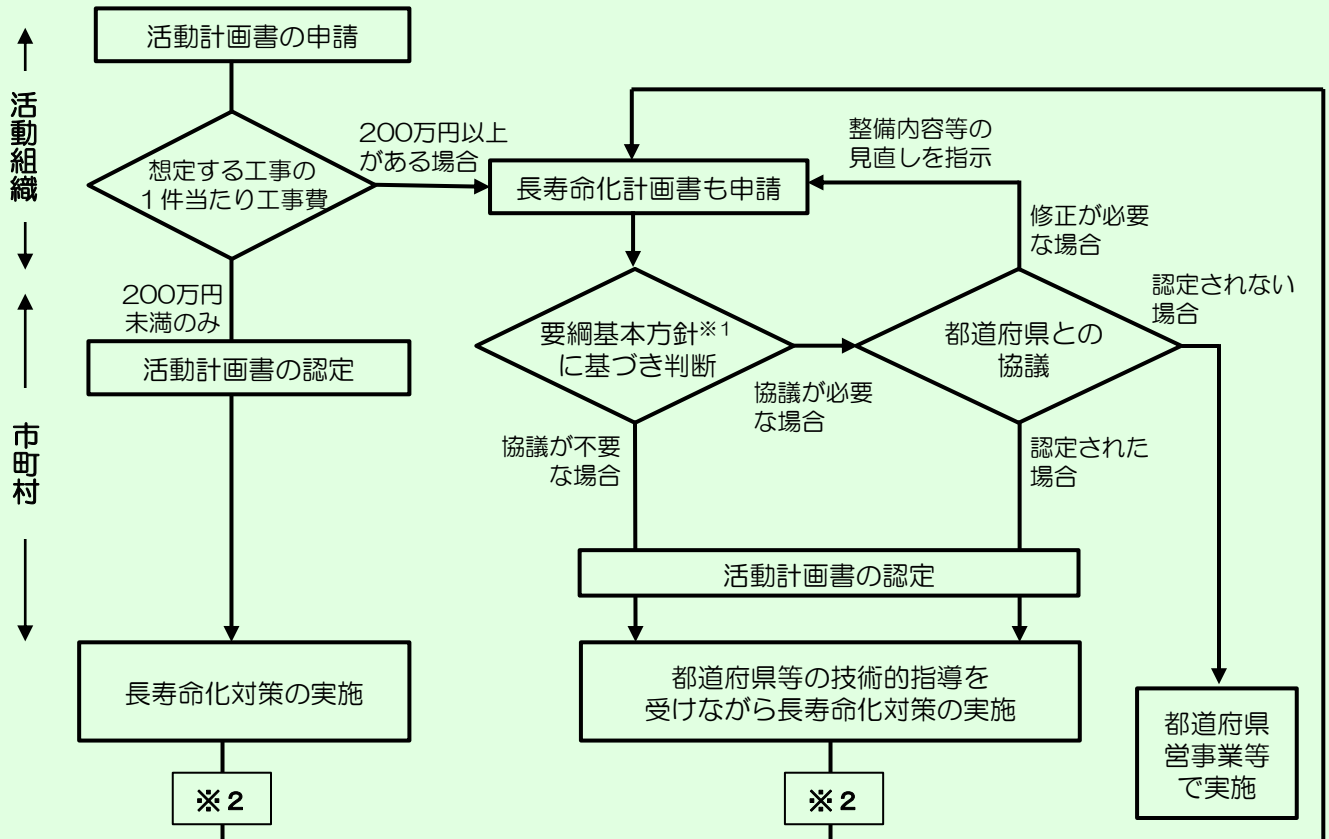 活動計画書の申請
活動組織
想定する工事の
1件当たり工事費
200万円以上
がある場合
長寿命化計画書も申請
整備内容等の
見直しを指示
修正が必要
な場合
200万円
未満のみ
活動計画書の認定
要綱基本方針※1
に基づき判断
協議が必要
な場合
都道府県との
協議
認定されない
場合
市町村
協議が不要
な場合
認定された
場合
活動計画書の認定
長寿命化対策の実施
都道府県等の技術的指導を
受けながら長寿命化対策の実施
都道府県
営事業等
で実施
※2
※2